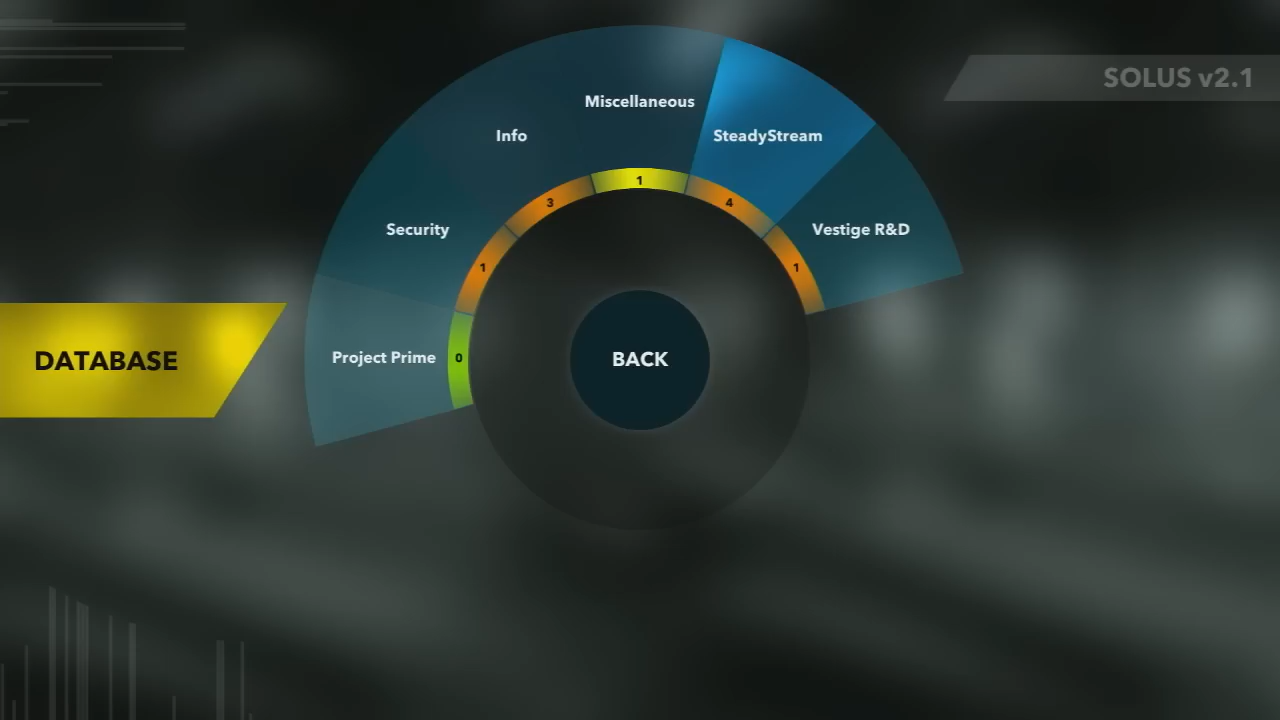 SOLUS v2.1
Miscellaneous
Info
SteadyStream
1
3
4
Security
Vestige R&D
1
1
DATABASE
Project Prime
0
BACK